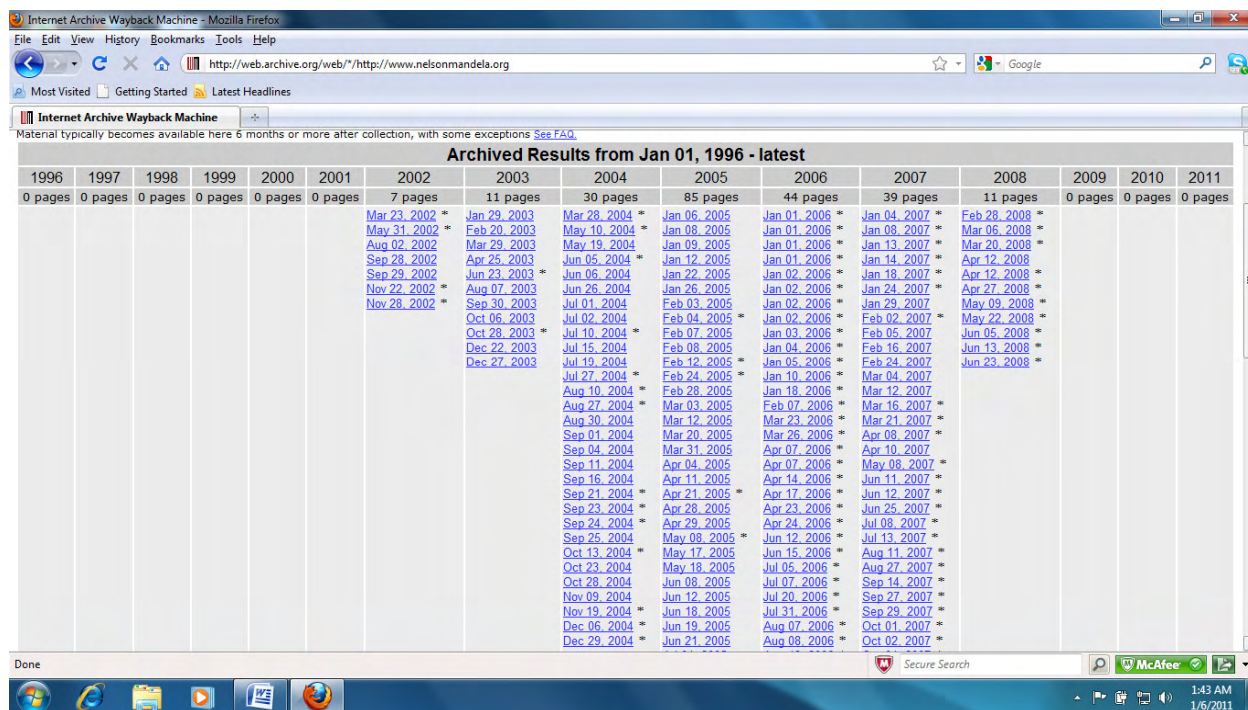 Internet Archive Wayback Machine - Mozilla Firefox
File Edit View History Bookmarks Tools Help
http://web.archive.org/web/*/http://www.nelsonmandela.org Google
Most Visited Getting Started Latest Headlines
Internet Archive Wayback Machine
Material typically becomes available here 6 months or more after collection, with some exceptions See FAQ.
Archived Results from Jan 01, 1996 - latest
1996 1997 1998 1999 2000 2001 2002 2003 2004 2005 2006 2007 2008 2009 2010 2011
0 pages 0 pages 0 pages 0 pages 0 pages 0 pages 7 pages 11 pages 30 pages 85 pages 44 pages 39 pages 11 pages 0 pages 0 pages 0 pages
Mar 23, 2002 * Jan 29, 2003 Mar 28, 2004 * Jan 06, 2005 Jan 01, 2006 * Jan 04, 2007 * Feb 28, 2008 *
May 31, 2002 * Feb 20, 2003 May 10, 2004 * Jan 08, 2005 Jan 01, 2006 * Jan 08, 2007 * Mar 06, 2008 *
Aug 02, 2002 Mar 29, 2003 May 19, 2004 Jan 09, 2005 Jan 01, 2006 * Jan 13, 2007 * Mar 20, 2008 *
Sep 28, 2002 Apr 25, 2003 Jun 05, 2004 * Jan 12, 2005 Jan 01, 2006 * Jan 14, 2007 * Apr 12, 2008
Sep 29, 2002 Jun 23, 2003 * Jun 06, 2004 Jan 22, 2005 Jan 02, 2006 * Jan 18, 2007 * Apr 12, 2008 *
Nov 22, 2002 * Aug 07, 2003 Jun 26, 2004 Jan 26, 2005 Jan 02, 2006 * Jan 24, 2007 * Apr 27, 2008 *
Nov 28, 2002 * Sep 30, 2003 Jul 01, 2004 Feb 03, 2005 Jan 02, 2006 * Jan 29, 2007 May 09, 2008 *
Oct 06, 2003 Jul 02, 2004 Feb 04, 2005 * Jan 02, 2006 * Feb 02, 2007 * May 22, 2008 *
Oct 28, 2003 * Jul 10, 2004 * Feb 07, 2005 Jan 03, 2006 * Feb 05, 2007 Jun 05, 2008 *
Dec 22, 2003 Jul 15, 2004 Feb 08, 2005 Jan 04, 2006 * Feb 16, 2007 Jun 13, 2008 *
Dec 27, 2003 Jul 19, 2004 Feb 12, 2005 * Jan 05, 2006 * Feb 24, 2007 Jun 23, 2008 *
Jul 27, 2004 * Feb 24, 2005 * Jan 10, 2006 * Mar 04, 2007
Aug 10, 2004 * Feb 28, 2005 Jan 18, 2006 * Mar 12, 2007
Aug 27, 2004 * Mar 03, 2005 Feb 07, 2006 * Mar 16, 2007 *
Aug 30, 2004 Mar 12, 2005 Mar 23, 2006 * Mar 21, 2007 *
Sep 01, 2004 Mar 20, 2005 Mar 26, 2006 * Apr 08, 2007 *
Sep 04, 2004 Mar 31, 2005 Apr 07, 2006 * Apr 10, 2007
Sep 11, 2004 Apr 04, 2005 Apr 07, 2006 * May 08, 2007 *
Sep 16, 2004 Apr 11, 2005 Apr 14, 2006 * Jun 11, 2007 *
Sep 21, 2004 * Apr 21, 2005 * Apr 17, 2006 * Jun 12, 2007 *
Sep 23, 2004 * Apr 28, 2005 Apr 23, 2006 * Jun 25, 2007 *
Sep 24, 2004 * Apr 29, 2005 Apr 24, 2006 * Jul 08, 2007 *
Sep 25, 2004 May 08, 2005 * Jun 12, 2006 * Jul 13, 2007 *
Oct 13, 2004 * May 17, 2005 Jun 15, 2006 * Aug 11, 2007 *
Oct 23, 2004 May 18, 2005 Jul 05, 2006 * Aug 27, 2007 *
Oct 28, 2004 Jun 08, 2005 Jul 07, 2006 * Sep 14, 2007 *
Nov 09, 2004 Jun 12, 2005 Jul 20, 2006 * Sep 27, 2007 *
Nov 19, 2004 * Jun 18, 2005 Jul 31, 2006 * Sep 29, 2007 *
Dec 06, 2004 * Jun 19, 2005 Aug 07, 2006 * Oct 01, 2007 *
Dec 29, 2004 * Jun 21, 2005 Aug 08, 2006 * Oct 02, 2007 *
Done Secure Search McAfee
1:43 AM
1/6/2011